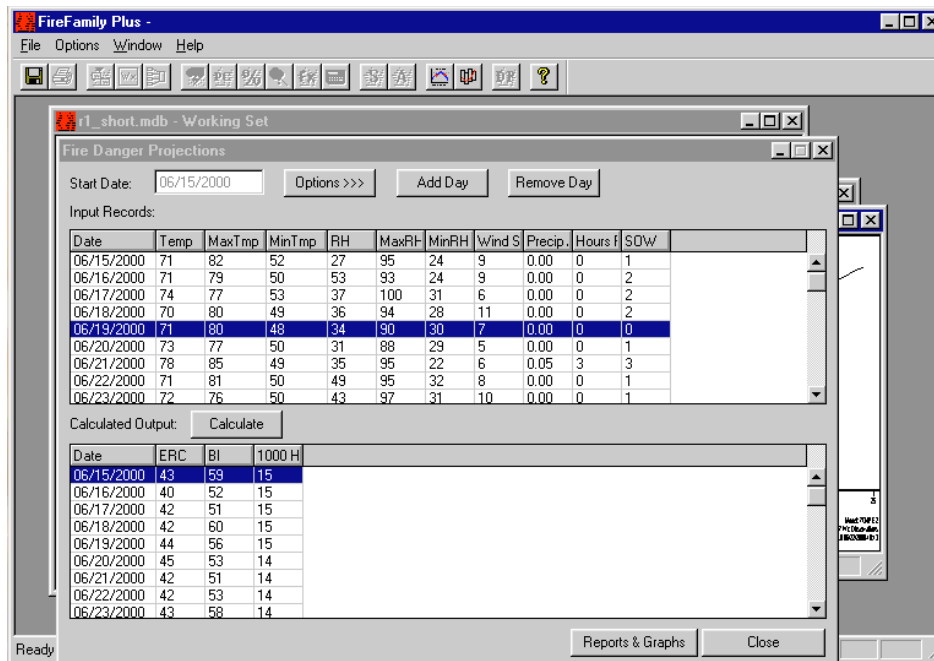 FireFamily Plus -
File Options Window Help
r1_short.mdb - Working Set
Fire Danger Projections
Start Date: 06/15/2000 Options >>> Add Day Remove Day
Input Records:
Date Temp MaxTmp MinTmp RH MaxRH MinRH Wind S Precip. Hours SOW
06/15/2000 71 82 52 27 95 24 9 0.00 0 1
06/16/2000 71 79 50 53 93 24 9 0.00 0 2
06/17/2000 74 77 53 37 100 31 6 0.00 0 2
06/18/2000 70 80 49 36 94 28 11 0.00 0 2
06/19/2000 71 80 48 34 90 30 7 0.00 0 0
06/20/2000 73 77 50 31 88 29 5 0.00 0 1
06/21/2000 78 85 49 35 95 22 6 0.05 3 3
06/22/2000 71 81 50 49 95 32 8 0.00 0 1
06/23/2000 72 76 50 43 97 31 10 0.00 0 1
Calculated Output: Calculate
Date ERC BI 1000 H
06/15/2000 43 59 15
06/16/2000 40 52 15
06/17/2000 42 51 15
06/18/2000 42 60 15
06/19/2000 44 56 15
06/20/2000 45 53 14
06/21/2000 42 51 14
06/22/2000 42 53 14
06/23/2000 43 58 14
Reports & Graphs Close
Ready